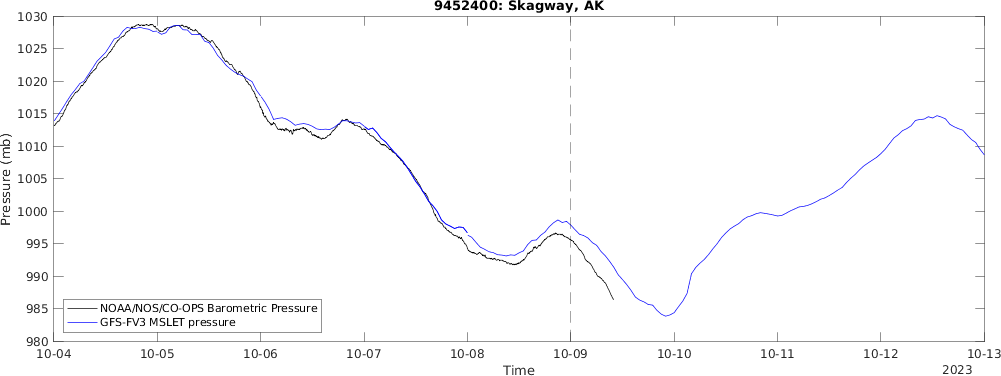 9452400: Skagway, AK
Pressure (mb)
1030
1025
1020
1015
1010
1005
1000
995
990
985
980
NOAA/NOS/CO-OPS Barometric Pressure
GFS-FV3 MSLET pressure
10-04 10-05 10-06 10-07 10-08 10-09 10-10 10-11 10-12 10-13
Time
2023